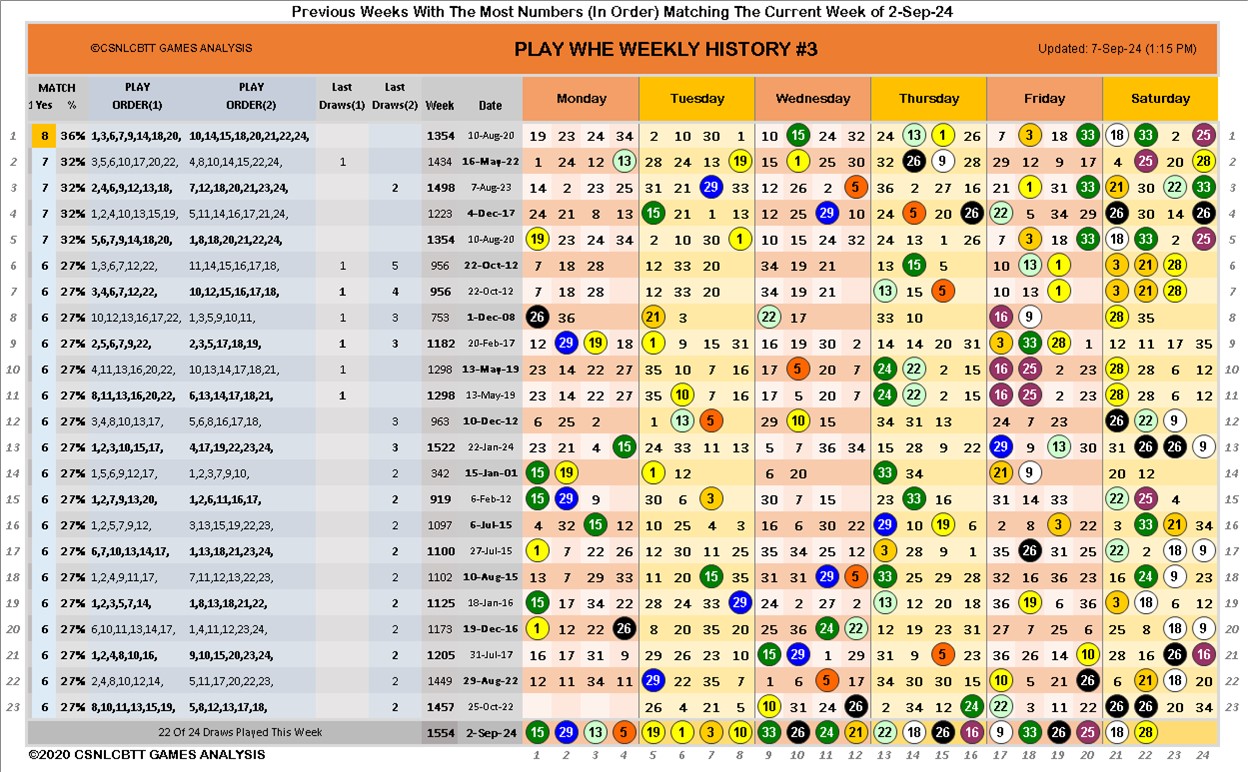 Previous Weeks With The Most Numbers (In Order) Matching The Current Week of 2-Sep-24
©CSNLCBTT GAMES ANALYSIS PLAY WHE WEEKLY HISTORY #3 Updated: 7-Sep-24 (1:15 PM)
MATCH PLAY PLAY Last Last
1 Yes % ORDER(1) ORDER(2) Draws(1) Draws(2) Week Date Monday Tuesday Wednesday Thursday Friday Saturday
1 8 36% 1,3,6,7,9,14,18,20, 10,14,15,18,20,21,22,24, 1354 10-Aug-20 19 23 24 34 2 10 30 1 10 15 24 32 24 13 1 26 7 3 18 33 18 33 2 25 1
2 7 32% 3,5,6,10,17,20,22, 4,8,10,14,15,22,24, 1 1434 16-May-22 1 24 12 13 28 24 13 19 15 1 25 30 32 26 9 28 29 12 9 17 4 25 20 28 2
3 7 32% 2,4,6,9,12,13,18, 7,12,18,20,21,23,24, 2 1498 7-Aug-23 14 2 23 25 31 21 29 33 12 26 2 5 36 2 27 16 21 1 31 33 21 30 22 33 3
4 7 32% 1,2,4,10,13,15,19, 5,11,14,16,17,21,24, 1223 4-Dec-17 24 21 8 13 15 21 1 13 12 25 29 10 24 5 20 16 22 5 34 29 26 30 14 26 4
5 7 32% 5,6,7,9,14,18,20, 1,8,18,20,21,22,24, 1354 10-Aug-20 19 23 24 34 2 10 30 1 10 15 24 32 24 13 1 26 7 3 18 33 18 33 2 25 5
6 6 27% 1,3,6,7,12,22, 11,14,15,16,17,18, 1 5 956 22-Oct-12 7 18 28 12 33 20 34 19 21 13 15 5 10 13 1 3 21 28 6
7 6 27% 3,4,6,7,12,22, 10,12,15,16,17,18, 1 4 956 22-Oct-12 7 18 28 12 33 20 34 19 21 13 15 5 10 13 1 3 21 28 7
8 6 27% 10,12,13,16,17,22, 1,3,5,9,10,11, 1 3 753 1-Dec-08 26 36 21 3 22 17 33 10 16 9 28 35 8
9 6 27% 2,5,6,7,9,22, 2,3,5,17,18,19, 1 3 1182 20-Feb-17 12 29 19 18 1 9 15 31 16 19 30 2 14 14 20 31 3 33 28 1 12 11 17 35 9
10 6 27% 4,11,13,16,20,22, 10,13,14,17,18,21, 1 1298 13-May-19 23 14 22 27 35 10 7 16 17 5 20 7 24 22 2 15 16 25 2 23 28 28 6 12 10
11 6 27% 8,11,13,16,20,22, 6,13,14,17,18,21, 1 1298 13-May-19 23 14 22 27 35 10 7 16 17 5 20 7 24 22 2 15 16 25 2 23 28 28 6 12 11
12 6 27% 3,4,8,10,13,17, 5,6,8,16,17,18, 3 963 10-Dec-12 6 25 2 1 13 5 29 10 15 34 31 13 24 7 23 26 22 9 12
13 6 27% 1,2,3,10,15,17, 4,17,19,22,23,24, 3 1522 22-Jan-24 23 21 4 15 24 33 11 13 5 7 36 34 15 28 9 22 29 9 13 30 31 26 26 9 13
14 6 27% 1,5,6,9,12,17, 1,2,3,7,9,10, 2 342 15-Jan-01 15 19 1 12 6 20 33 34 21 9 20 12 14
15 6 27% 1,2,7,9,13,20, 1,2,6,11,16,17, 2 919 6-Feb-12 15 29 9 30 6 3 30 7 15 23 33 16 31 14 33 22 25 4 15
16 6 27% 1,2,5,7,9,12, 3,13,15,19,22,23, 2 1097 6-Jul-15 4 32 15 12 10 25 4 3 16 6 30 22 29 10 19 6 2 8 3 22 3 33 21 34 16
17 6 27% 6,7,10,13,14,17, 1,13,18,21,23,24, 2 1100 27-Jul-15 1 7 22 26 12 30 11 25 35 34 25 12 3 28 9 1 35 26 31 25 22 2 18 9 17
18 6 27% 1,2,4,9,11,17, 7,11,12,13,22,23, 2 1102 10-Aug-15 13 7 29 33 11 20 15 35 31 31 29 5 33 25 29 28 32 16 36 23 16 24 9 23 18
19 6 27% 1,2,3,5,7,14, 1,8,13,18,21,22, 2 1125 18-Jan-16 15 17 34 22 28 24 33 29 24 2 27 2 13 12 20 18 36 19 6 36 3 18 6 12 19
20 6 27% 6,10,11,13,14,17, 1,4,11,12,23,24, 2 1173 19-Dec-16 1 12 22 26 8 20 35 20 25 36 24 22 12 19 23 31 27 7 25 6 25 8 18 9 20
21 6 27% 1,2,4,8,10,16, 9,10,15,20,23,24, 2 1205 31-Jul-17 16 17 31 9 29 26 23 10 15 29 1 29 31 9 5 23 36 26 14 10 28 16 26 16 21
22 6 27% 2,4,8,10,12,14, 5,11,17,20,22,23, 2 1449 29-Aug-22 12 11 34 11 29 22 35 7 1 6 5 17 34 30 30 15 10 5 21 26 6 21 18 20 22
23 6 27% 8,10,11,13,15,19, 5,8,12,13,17,18, 2 1457 25-Oct-22 26 4 21 5 10 31 30 26 2 34 12 24 22 3 11 22 26 26 20 34 23
22 Of 24 Draws Played This Week 1554 2-Sep-24 15 29 13 5 19 1 3 10 33 26 24 21 22 18 26 16 9 33 26 25 18 28
©2020 CSNLCBTT GAMES ANALYSIS 1 2 3 4 5 6 7 8 9 10 11 12 13 14 15 16 17 18 19 20 21 22 23 24